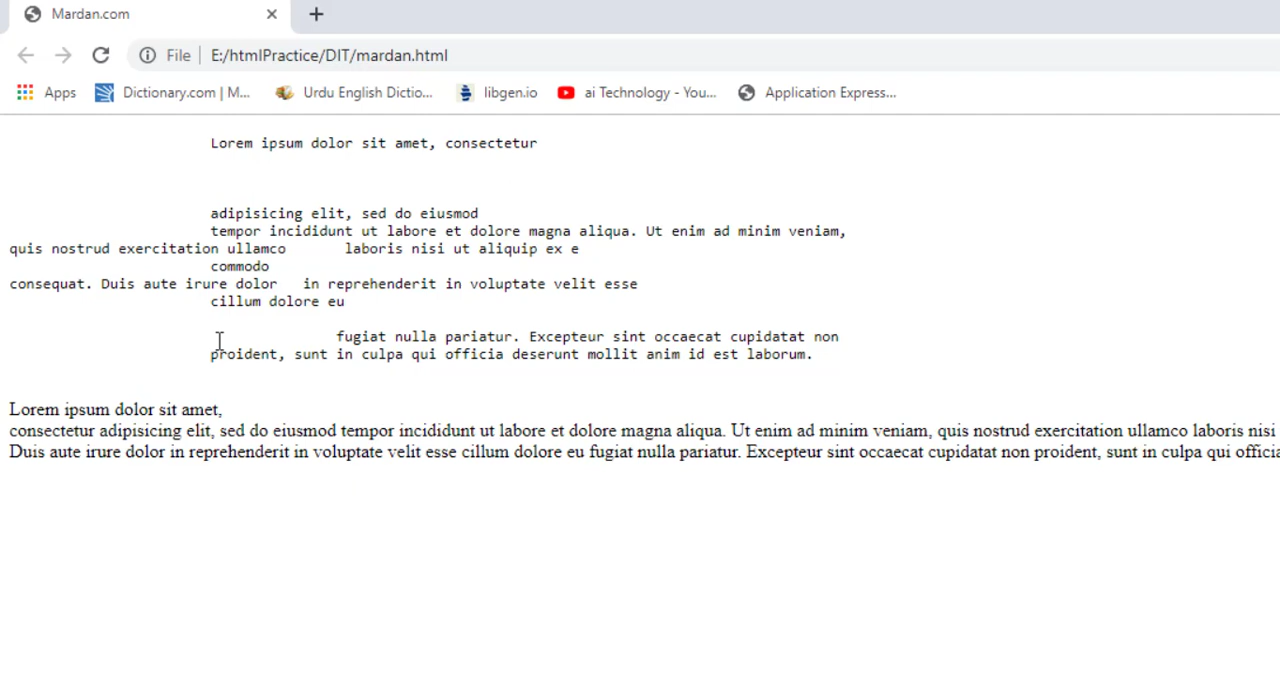 Mardan.com
File E:/htmlPractice/DIT/mardan.html
Apps Dictionary.com | M... Urdu English Dictio... libgen.io ai Technology - You... Application Express...
Lorem ipsum dolor sit amet, consectetur
adipisicing elit, sed do eiusmod
tempor incididunt ut labore et dolore magna aliqua. Ut enim ad minim veniam,
quis nostrud exercitation ullamco laboris nisi ut aliquip ex e
commodo
consequat. Duis aute irure dolor in reprehenderit in voluptate velit esse
cillum dolore eu
fugiat nulla pariatur. Excepteur sint occaecat cupidatat non
proident, sunt in culpa qui officia deserunt mollit anim id est laborum.
Lorem ipsum dolor sit amet,
consectetur adipisicing elit, sed do eiusmod tempor incididunt ut labore et dolore magna aliqua. Ut enim ad minim veniam, quis nostrud exercitation ullamco laboris nisi
Duis aute irure dolor in reprehenderit in voluptate velit esse cillum dolore eu fugiat nulla pariatur. Excepteur sint occaecat cupidatat non proident, sunt in culpa qui officia